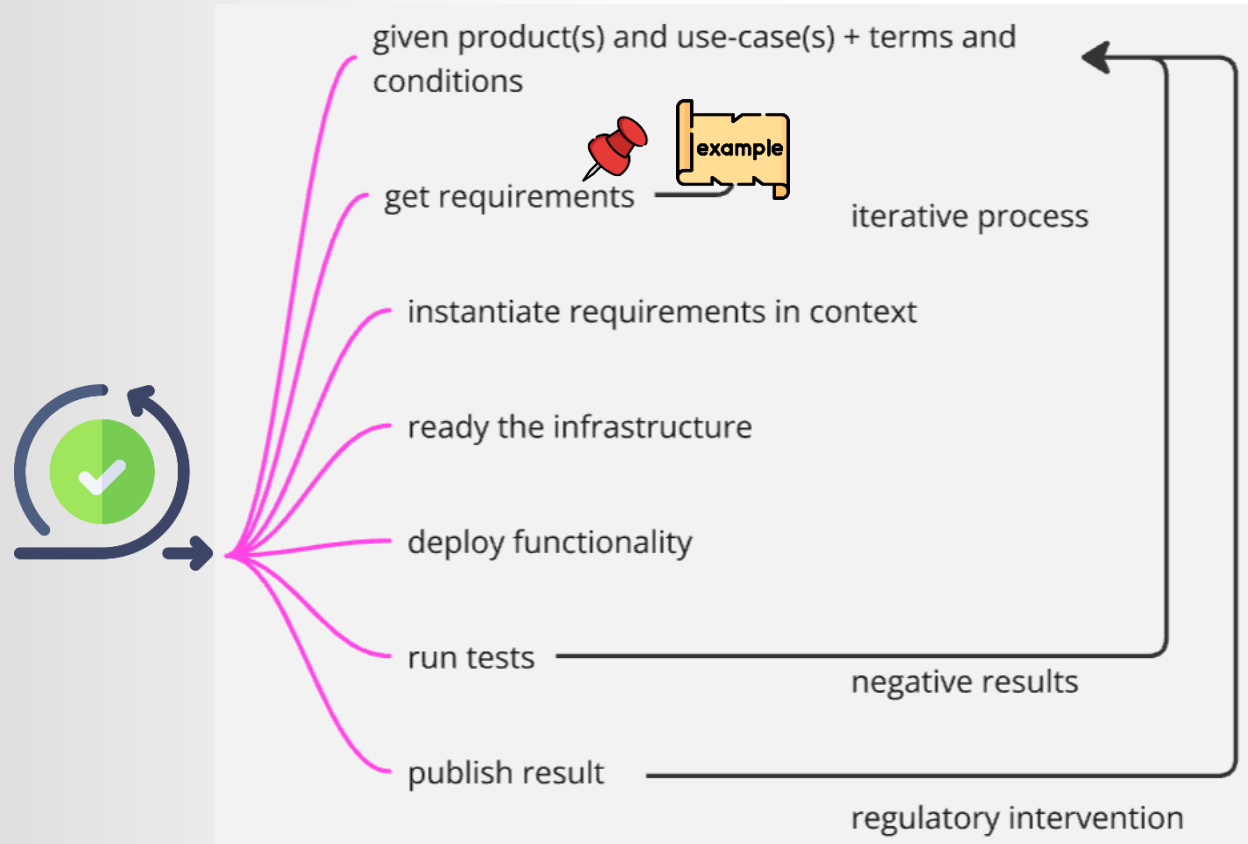 given product(s) and use-case(s) + terms and
conditions
example
get requirements
iterative process
instantiate requirements in context
ready the infrastructure
deploy functionality
run tests
negative results
publish result
regulatory intervention